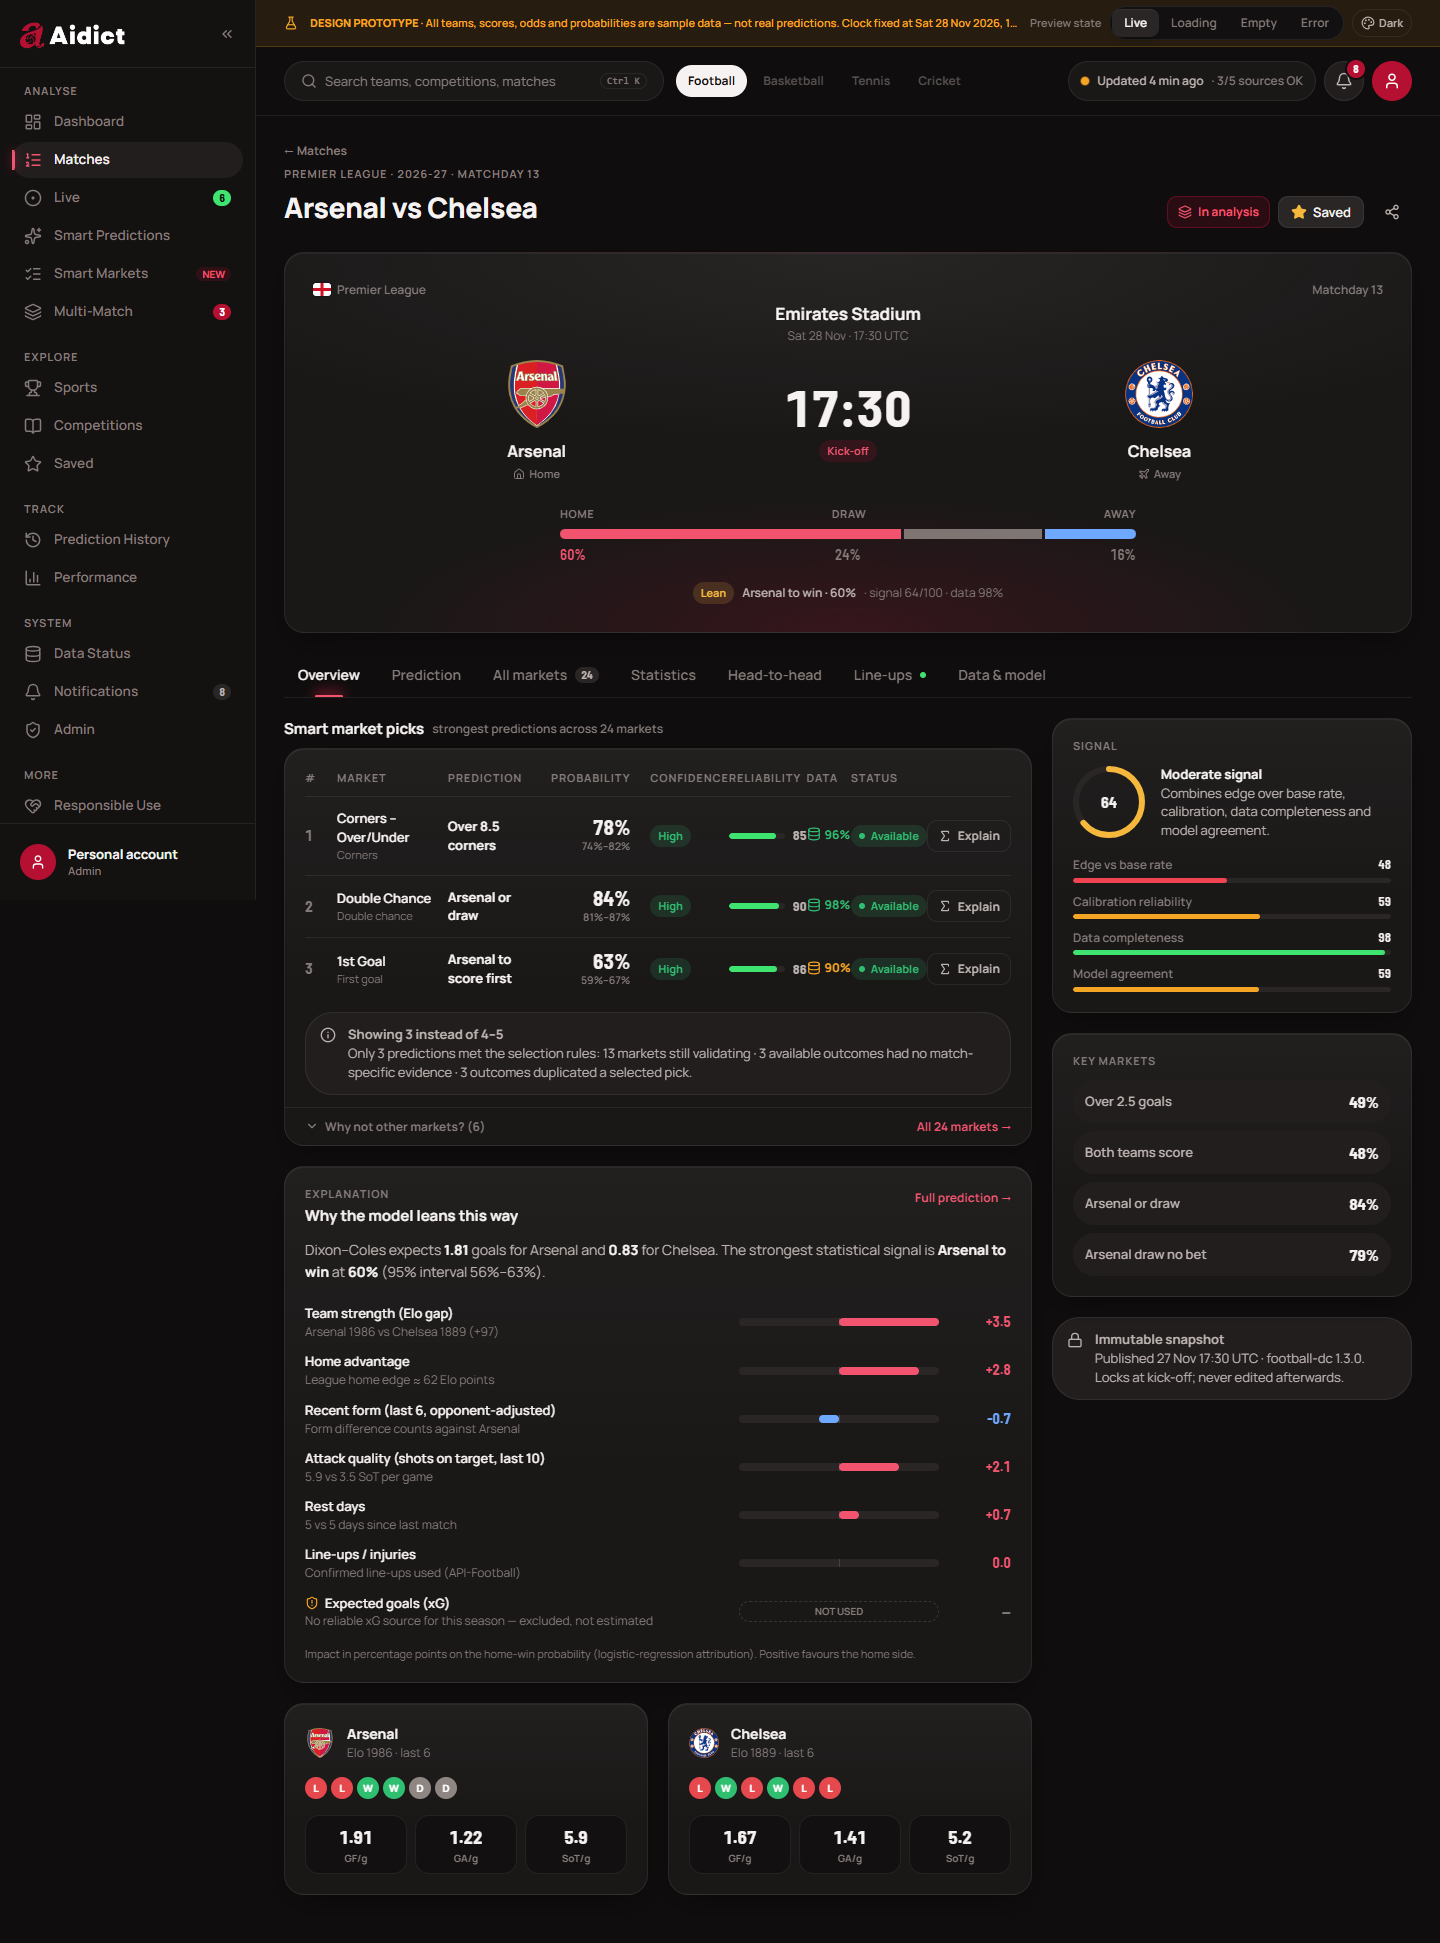 Aidict
ANALYSE
Dashboard
Matches
Live 6
Smart Predictions
Smart Markets NEW
Multi-Match 3
EXPLORE
Sports
Competitions
Saved
TRACK
Prediction History
Performance
SYSTEM
Data Status
Notifications 8
Admin
MORE
Responsible Use
Personal account
Admin
DESIGN PROTOTYPE · All teams, scores, odds and probabilities are sample data — not real predictions. Clock fixed at Sat 28 Nov 2026, 1… Preview state Live Loading Empty Error Dark
Search teams, competitions, matches Ctrl K Football Basketball Tennis Cricket Updated 4 min ago · 3/5 sources OK 8
← Matches
PREMIER LEAGUE · 2026-27 · MATCHDAY 13
Arsenal vs Chelsea In analysis Saved
Premier League Matchday 13
Emirates Stadium
Sat 28 Nov · 17:30 UTC
Arsenal
CHELSEA
FOOTBALL CLUB
17:30
Arsenal Kick-off Chelsea
Home Away
HOME DRAW AWAY
60% 24% 16%
Lean Arsenal to win · 60% · signal 64/100 · data 98%
Overview Prediction All markets 24 Statistics Head-to-head Line-ups Data & model
Smart market picks strongest predictions across 24 markets
# MARKET PREDICTION PROBABILITY CONFIDENCE RELIABILITY DATA STATUS
1 Corners – Over/Under Corners Over 8.5 corners 78% 74%–82% High 85 96% Available Explain
2 Double Chance Double chance Arsenal or draw 84% 81%–87% High 90 98% Available Explain
3 1st Goal First goal Arsenal to score first 63% 59%–67% High 86 90% Available Explain
Showing 3 instead of 4–5
Only 3 predictions met the selection rules: 13 markets still validating · 3 available outcomes had no match-
specific evidence · 3 outcomes duplicated a selected pick.
Why not other markets? (6) All 24 markets →
EXPLANATION
Why the model leans this way Full prediction →
Dixon–Coles expects 1.81 goals for Arsenal and 0.83 for Chelsea. The strongest statistical signal is Arsenal to
win at 60% (95% interval 56%–63%).
Team strength (Elo gap)
Arsenal 1986 vs Chelsea 1889 (+97) +3.5
Home advantage
League home edge ≈ 62 Elo points +2.8
Recent form (last 6, opponent-adjusted)
Form difference counts against Arsenal -0.7
Attack quality (shots on target, last 10)
5.9 vs 3.5 SoT per game +2.1
Rest days
5 vs 5 days since last match +0.7
Line-ups / injuries
Confirmed line-ups used (API-Football) 0.0
Expected goals (xG)
No reliable xG source for this season — excluded, not estimated NOT USED –
Impact in percentage points on the home-win probability (logistic-regression attribution). Positive favours the home side.
Arsenal
Elo 1986 · last 6
L L W W D D
1.91 1.22 5.9
GF/g GA/g SoT/g
Chelsea
Elo 1889 · last 6
L W L W L L
1.67 1.41 5.2
GF/g GA/g SoT/g
SIGNAL
64
Moderate signal
Combines edge over base rate,
calibration, data completeness and
model agreement.
Edge vs base rate 48
Calibration reliability 59
Data completeness 98
Model agreement 59
KEY MARKETS
Over 2.5 goals 49%
Both teams score 48%
Arsenal or draw 84%
Arsenal draw no bet 79%
Immutable snapshot
Published 27 Nov 17:30 UTC · football-dc 1.3.0.
Locks at kick-off; never edited afterwards.